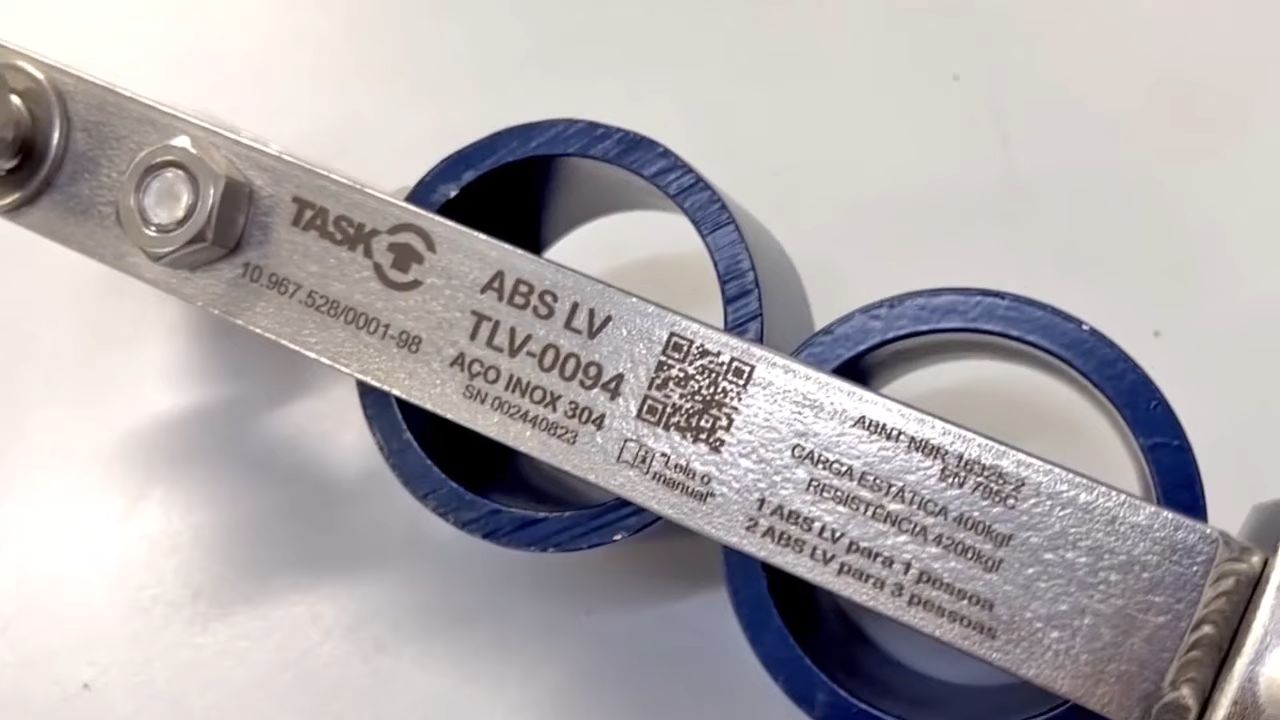 TASK
10.967.528/0001-98
ABS LV
TLV-0094
AÇO INOX 304
SN 002440823
"Leia o
manual"
ABNT NBR 16325-2
EN 795C
CARGA ESTÁTICA 400kgf
RESISTÊNCIA 4200kgf
1 ABS LV para 1 pessoa
2 ABS LV para 3 pessoas